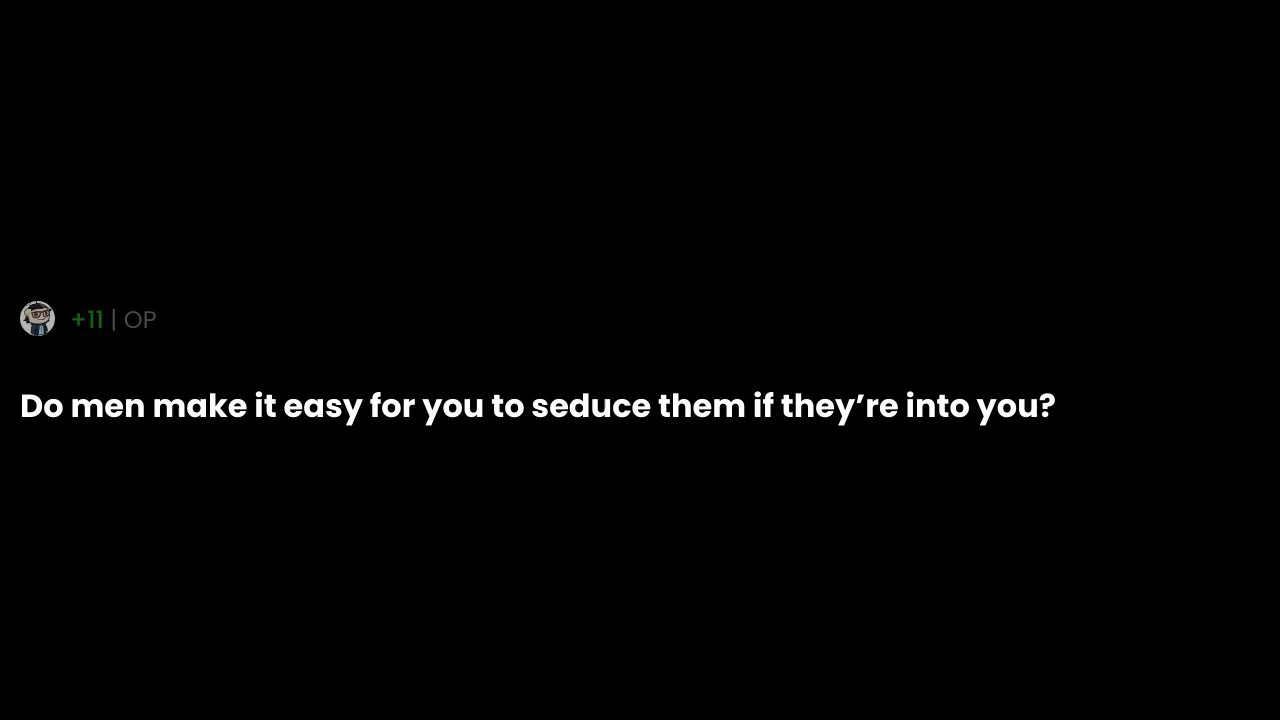 +11 | OP
Do men make it easy for you to seduce them if they’re into you?